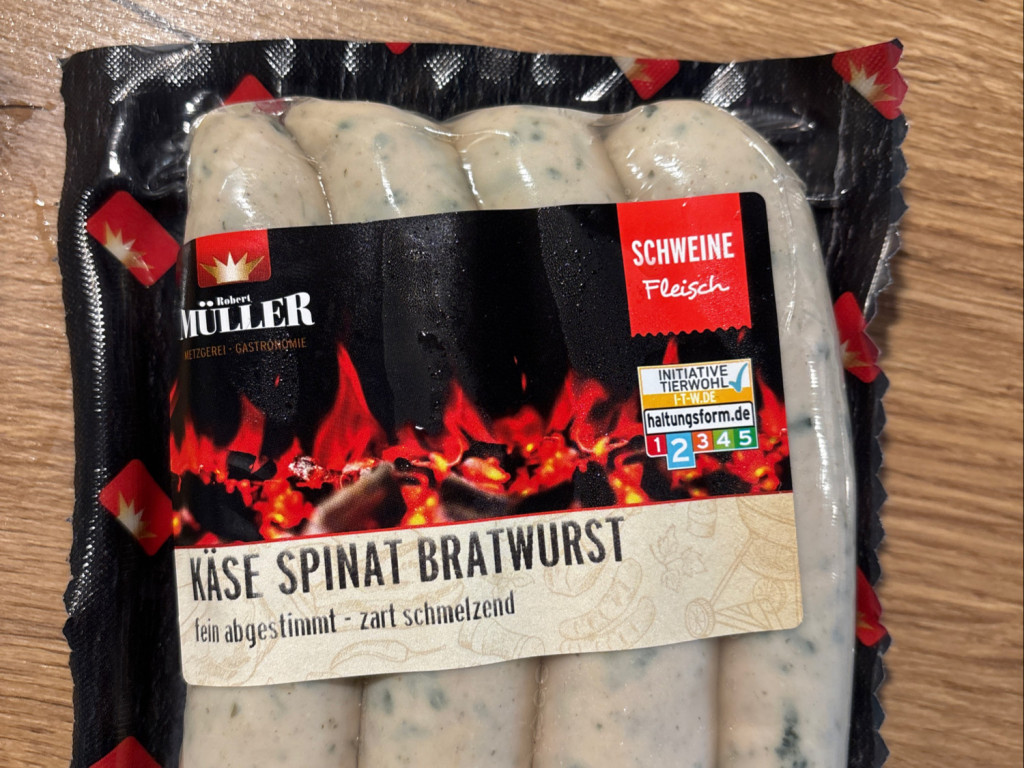 SCHWEINE
Fleisch
Robert
MÜLLER
METZGEREI - GASTRONOMIE
INITIATIVE
TIERWOHL
I-T-W.DE
haltungsform.de
1 2 3 4 5
KÄSE SPINAT BRATWURST
fein abgestimmt - zart schmelzend